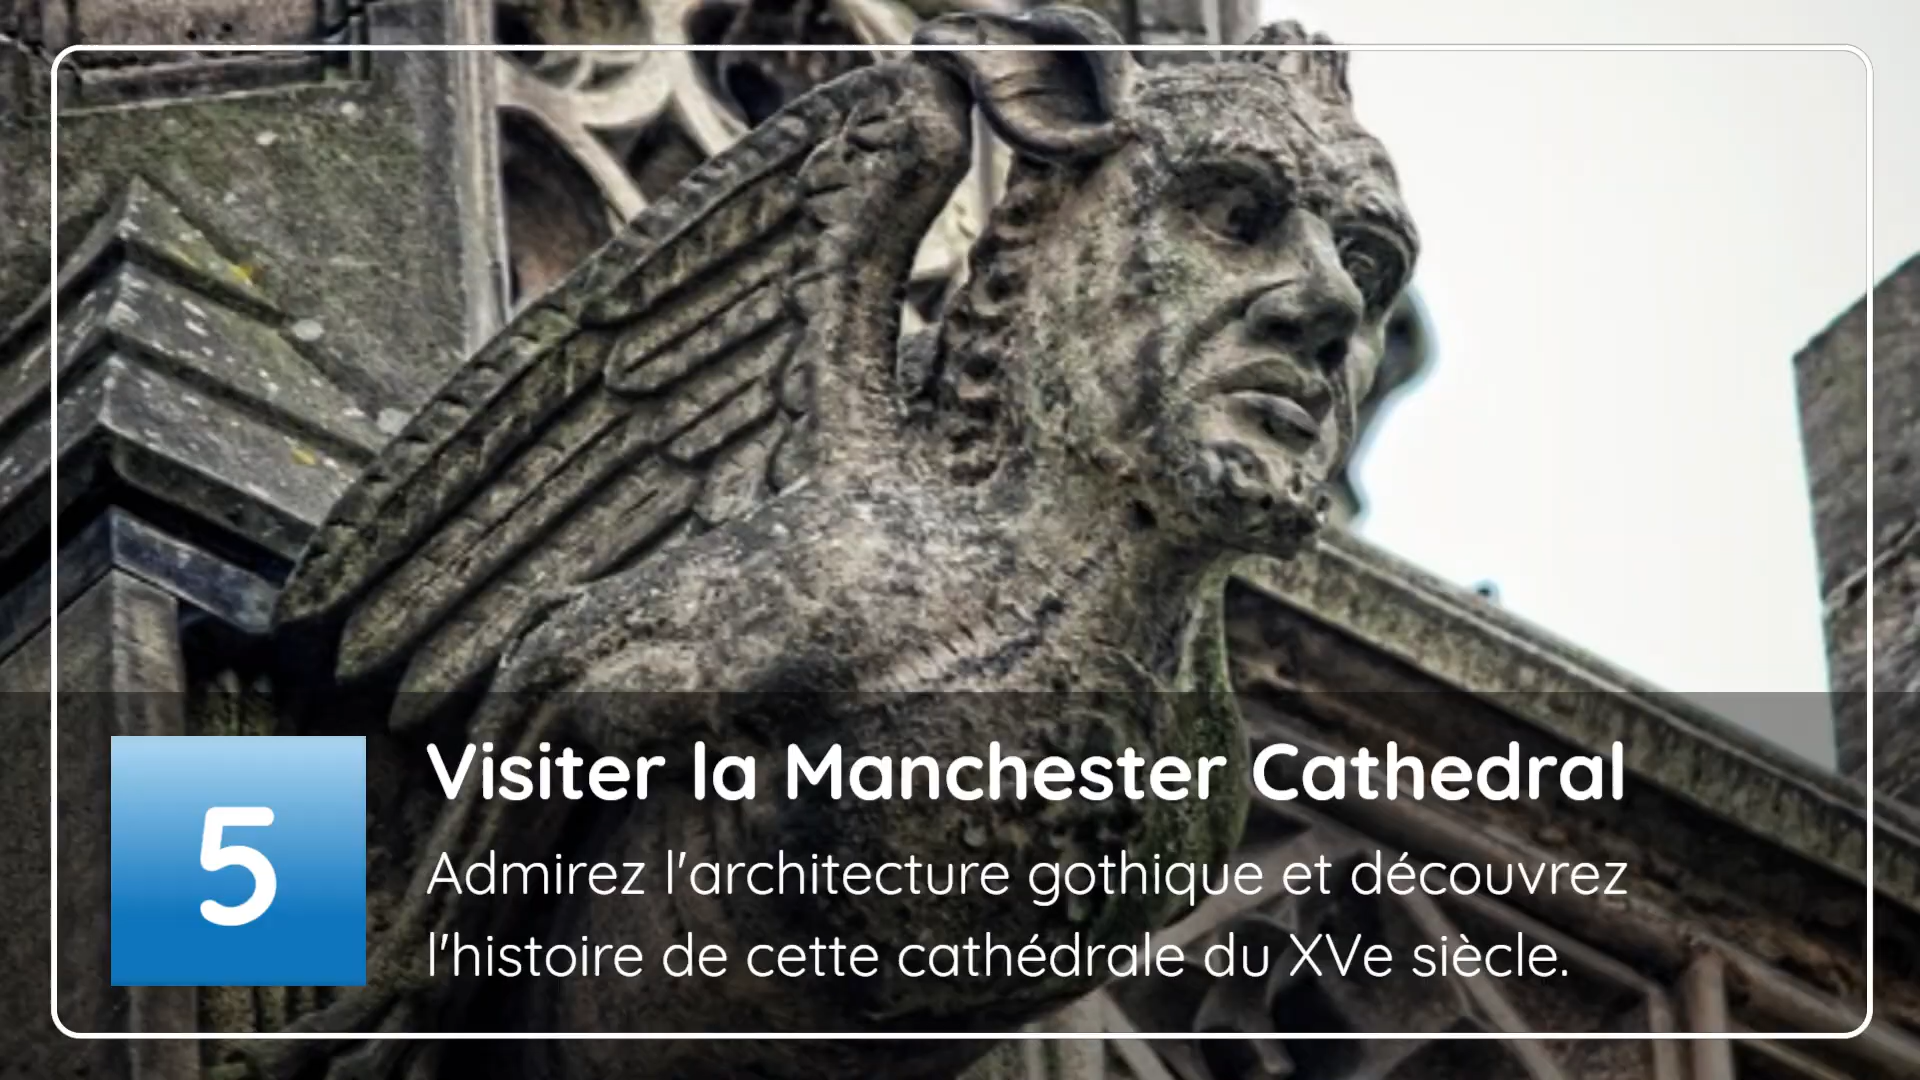 5
Visiter la Manchester Cathedral
Admirez l'architecture gothique et découvrez
l'histoire de cette cathédrale du XVe siècle.